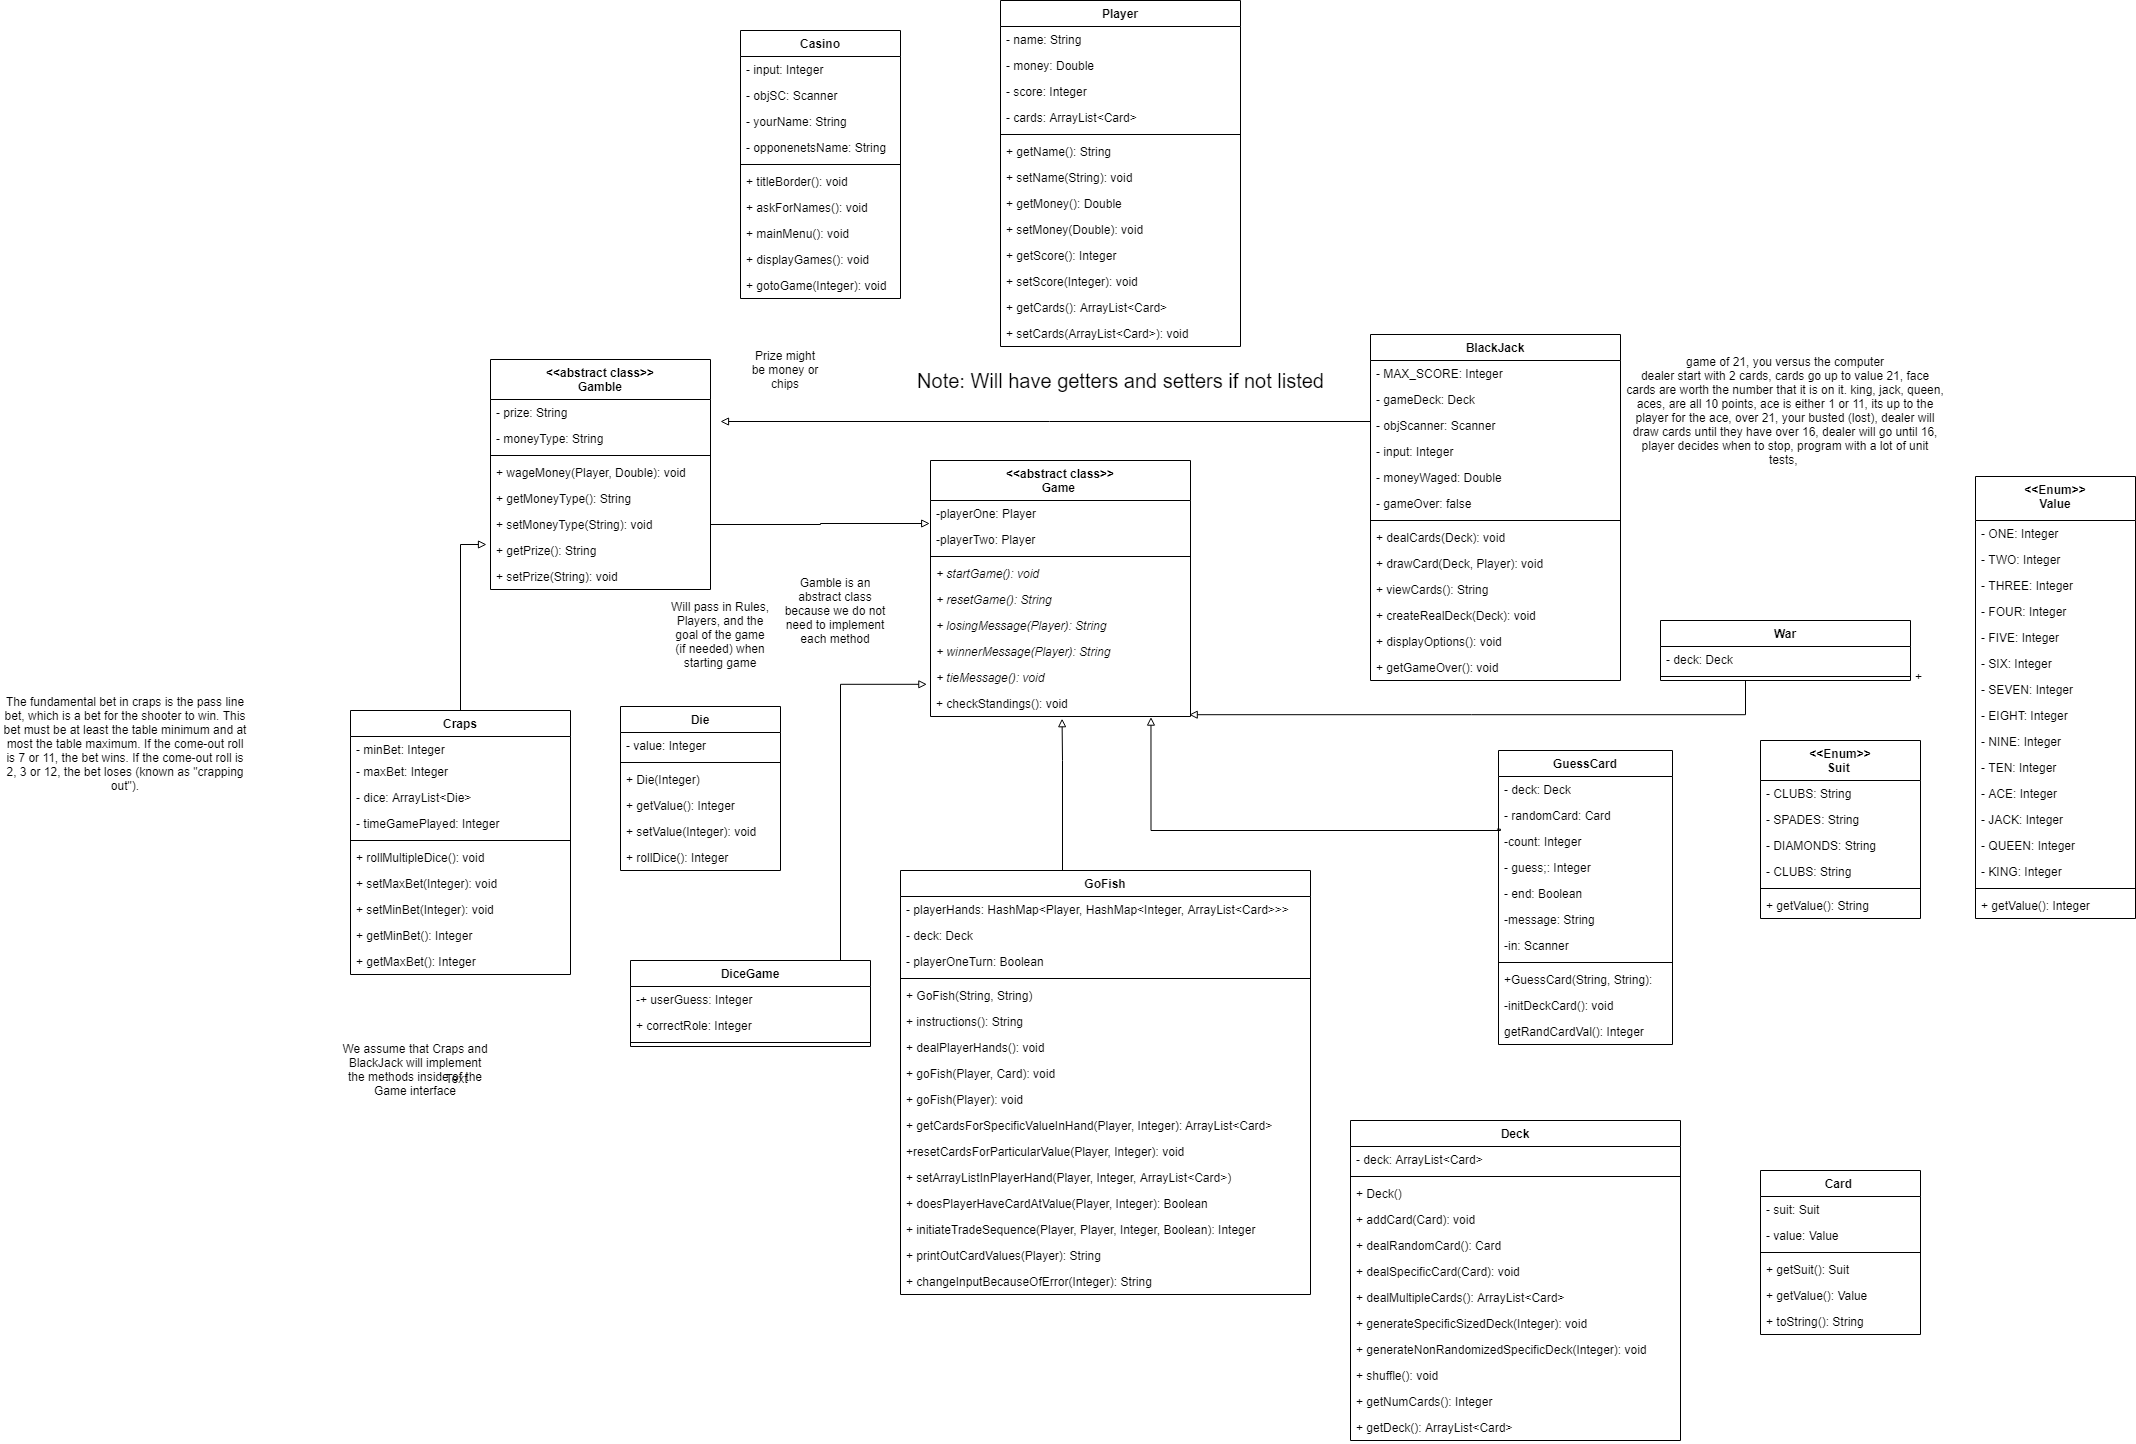 Player
- name: String
- money: Double
- score: Integer
- cards: ArrayList<Card>
+ getName(): String
+ setName(String): void
+ getMoney(): Double
+ setMoney(Double): void
+ getScore(): Integer
+ setScore(Integer): void
+ getCards(): ArrayList<Card>
+ setCards(ArrayList<Card>): void
Casino
- input: Integer
- objSC: Scanner
- yourName: String
- opponenetsName: String
+ titleBorder(): void
+ askForNames(): void
+ mainMenu(): void
+ displayGames(): void
+ gotoGame(Integer): void
Prize might
be money or
chips
Note: Will have getters and setters if not listed
<<abstract class>>
Gamble
- prize: String
- moneyType: String
+ wageMoney(Player, Double): void
+ getMoneyType(): String
+ setMoneyType(String): void
+ getPrize(): String
+ setPrize(String): void
BlackJack
- MAX_SCORE: Integer
- gameDeck: Deck
- objScanner: Scanner
- input: Integer
- moneyWaged: Double
- gameOver: false
+ dealCards(Deck): void
+ drawCard(Deck, Player): void
+ viewCards(): String
+ createRealDeck(Deck): void
+ displayOptions(): void
+ getGameOver(): void
game of 21, you versus the computer
dealer start with 2 cards, cards go up to value 21, face
cards are worth the number that it is on it. king, jack, queen,
aces, are all 10 points, ace is either 1 or 11, its up to the
player for the ace, over 21, your busted (lost), dealer will
draw cards until they have over 16, dealer will go until 16,
player decides when to stop, program with a lot of unit
tests,
<<abstract class>>
Game
-playerOne: Player
-playerTwo: Player
+ startGame(): void
+ resetGame(): String
+ losingMessage(Player): String
+ winnerMessage(Player): String
+ tieMessage(): void
+ checkStandings(): void
<<Enum>>
Value
- ONE: Integer
- TWO: Integer
- THREE: Integer
- FOUR: Integer
- FIVE: Integer
- SIX: Integer
- SEVEN: Integer
- EIGHT: Integer
- NINE: Integer
- TEN: Integer
- ACE: Integer
- JACK: Integer
- QUEEN: Integer
- KING: Integer
+ getValue(): Integer
Gamble is an
abstract class
because we do not
need to implement
each method
Will pass in Rules,
Players, and the
goal of the game
(if needed) when
starting game
War
- deck: Deck
+
The fundamental bet in craps is the pass line
bet, which is a bet for the shooter to win. This
bet must be at least the table minimum and at
most the table maximum. If the come-out roll
is 7 or 11, the bet wins. If the come-out roll is
2, 3 or 12, the bet loses (known as "crapping
out").
Craps
- minBet: Integer
- maxBet: Integer
- dice: ArrayList<Die>
- timeGamePlayed: Integer
+ rollMultipleDice(): void
+ setMaxBet(Integer): void
+ setMinBet(Integer): void
+ getMinBet(): Integer
+ getMaxBet(): Integer
Die
- value: Integer
+ Die(Integer)
+ getValue(): Integer
+ setValue(Integer): void
+ rollDice(): Integer
<<Enum>>
Suit
- CLUBS: String
- SPADES: String
- DIAMONDS: String
- CLUBS: String
+ getValue(): String
GuessCard
- deck: Deck
- randomCard: Card
-count: Integer
- guess;: Integer
- end: Boolean
-message: String
-in: Scanner
+GuessCard(String, String):
-initDeckCard(): void
getRandCardVal(): Integer
GoFish
- playerHands: HashMap<Player, HashMap<Integer, ArrayList<Card>>>
- deck: Deck
- playerOneTurn: Boolean
+ GoFish(String, String)
+ instructions(): String
+ dealPlayerHands(): void
+ goFish(Player, Card): void
+ goFish(Player): void
+ getCardsForSpecificValueInHand(Player, Integer): ArrayList<Card>
+resetCardsForParticularValue(Player, Integer): void
+ setArrayListInPlayerHand(Player, Integer, ArrayList<Card>)
+ doesPlayerHaveCardAtValue(Player, Integer): Boolean
+ initiateTradeSequence(Player, Player, Integer, Boolean): Integer
+ printOutCardValues(Player): String
+ changeInputBecauseOfError(Integer): String
DiceGame
-+ userGuess: Integer
+ correctRole: Integer
We assume that Craps and
BlackJack will implement
the methods inside of the
Game interface
Text
Deck
- deck: ArrayList<Card>
+ Deck()
+ addCard(Card): void
+ dealRandomCard(): Card
+ dealSpecificCard(Card): void
+ dealMultipleCards(): ArrayList<Card>
+ generateSpecificSizedDeck(Integer): void
+ generateNonRandomizedSpecificDeck(Integer): void
+ shuffle(): void
+ getNumCards(): Integer
+ getDeck(): ArrayList<Card>
Card
- suit: Suit
- value: Value
+ getSuit(): Suit
+ getValue(): Value
+ toString(): String